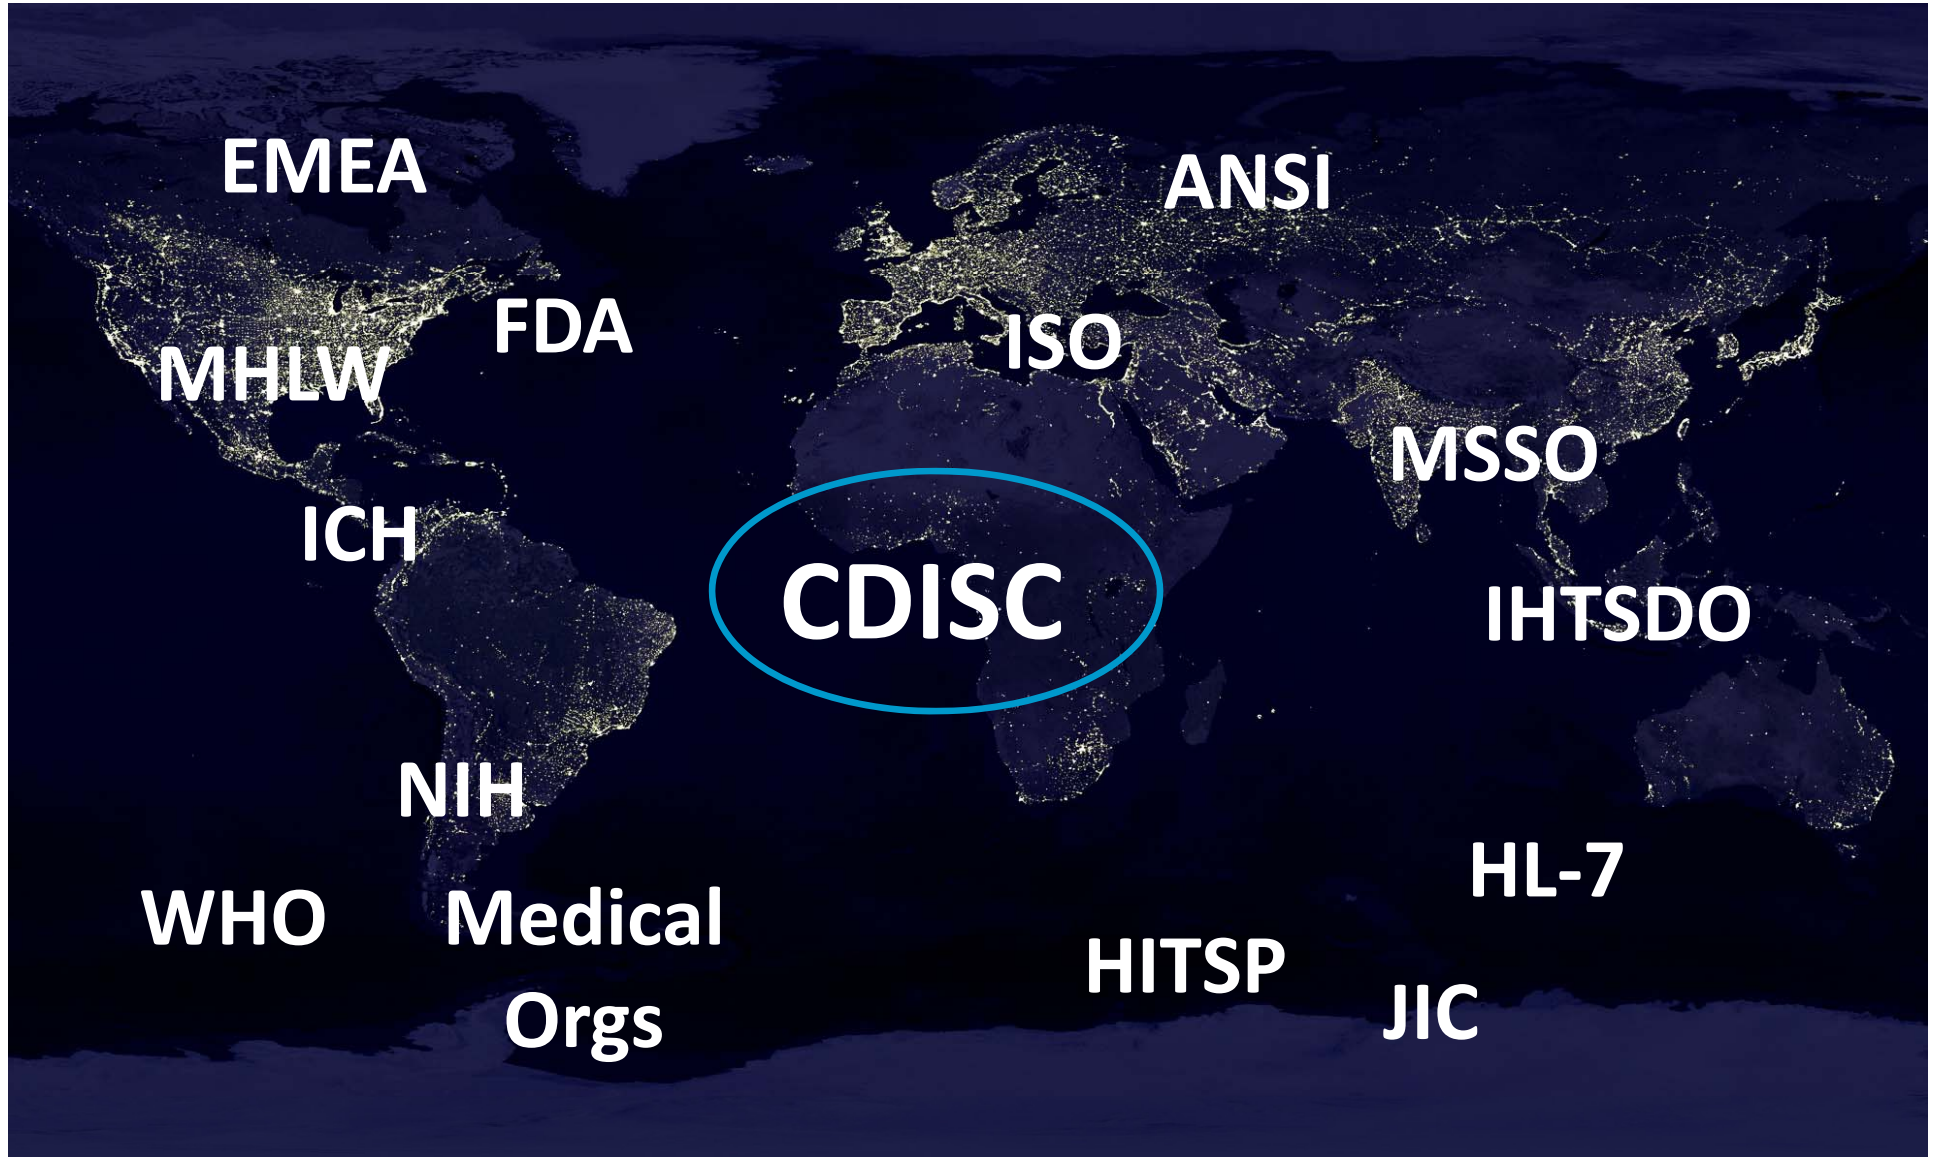 EMEA
ANSI
FDA
ISO
MHLW
MSSO
ICH
CDISC
IHTSDO
NIH
HL-7
WHO
Medical
Orgs
HITSP
JIC